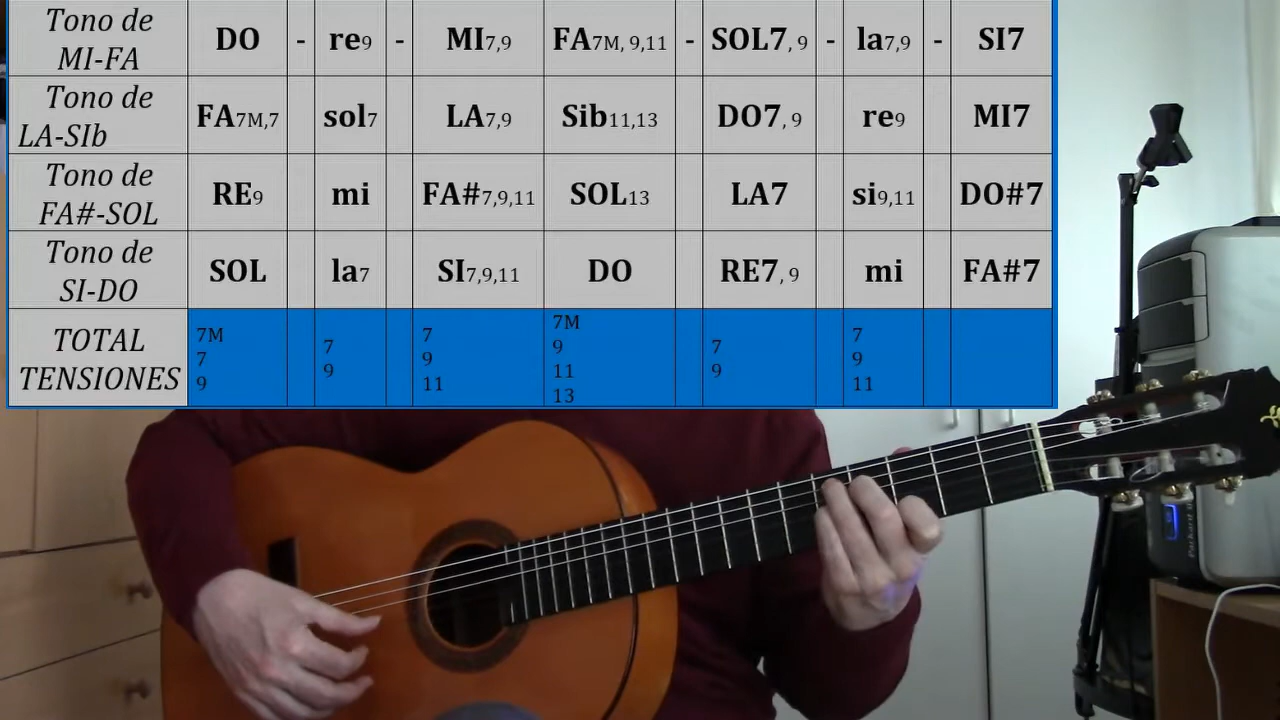 Tono de
MI-FA
DO - re9 - MI7,9 FA7M, 9,11 - SOL7, 9 - la7,9 - SI7
Tono de
LA-SIb
FA7M,7 sol7 LA7,9 Sib11,13 DO7, 9 re9 MI7
Tono de
FA#-SOL
RE9 mi FA#7,9,11 SOL13 LA7 si9,11 DO#7
Tono de
SI-DO
SOL la7 SI7,9,11 DO RE7, 9 mi FA#7
TOTAL
TENSIONES
7M
7
9
7
9
7
9
11
7M
9
11
13
7
9
7
9
11
Packard